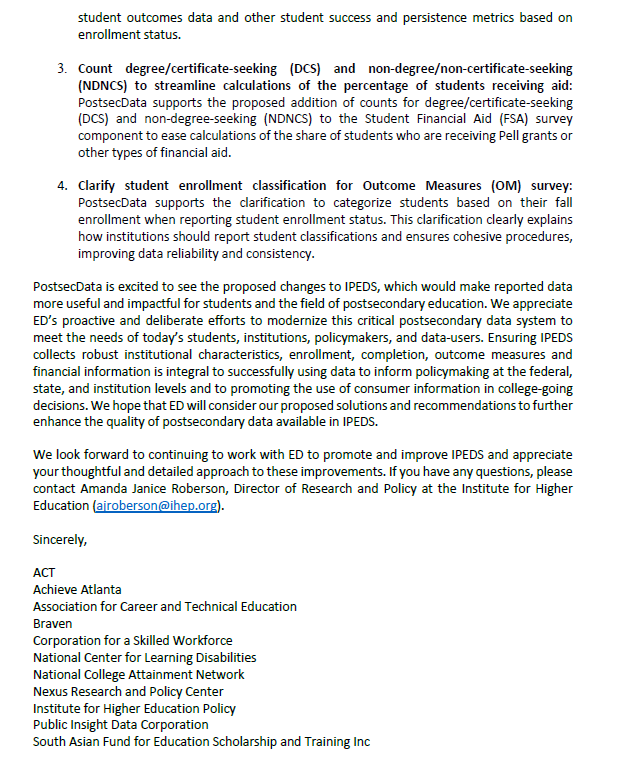 student outcomes data and other student success and persistence metrics based on
enrollment status.
3. Count degree/certificate-seeking (DCS) and non-degree/non-certificate-seeking
(NDNCS) to streamline calculations of the percentage of students receiving aid:
PostsecData supports the proposed addition of counts for degree/certificate-seeking
(DCS) and non-degree-seeking (NDNCS) to the Student Financial Aid (FSA) survey
component to ease calculations of the share of students who are receiving Pell grants or
other types of financial aid.
4. Clarify student enrollment classification for Outcome Measures (OM) survey:
PostsecData supports the clarification to categorize students based on their fall
enrollment when reporting student enrollment status. This clarification clearly explains
how institutions should report student classifications and ensures cohesive procedures,
improving data reliability and consistency.
PostsecData is excited to see the proposed changes to IPEDS, which would make reported data
more useful and impactful for students and the field of postsecondary education. We appreciate
ED's proactive and deliberate efforts to modernize this critical postsecondary data system to
meet the needs of today's students, institutions, policymakers, and data-users. Ensuring IPEDS
collects robust institutional characteristics, enrollment, completion, outcome measures and
financial information is integral to successfully using data to inform policymaking at the federal,
state, and institution levels and to promoting the use of consumer information in college-going
decisions. We hope that ED will consider our proposed solutions and recommendations to further
enhance the quality of postsecondary data available in IPEDS.
We look forward to continuing to work with ED to promote and improve IPEDS and appreciate
your thoughtful and detailed approach to these improvements. If you have any questions, please
contact Amanda Janice Roberson, Director of Research and Policy at the Institute for Higher
Education (ajroberson@ihep.org).
Sincerely,
ACT
Achieve Atlanta
Association for Career and Technical Education
Braven
Corporation for a Skilled Workforce
National Center for Learning Disabilities
National College Attainment Network
Nexus Research and Policy Center
Institute for Higher Education Policy
Public Insight Data Corporation
South Asian Fund for Education Scholarship and Training Inc